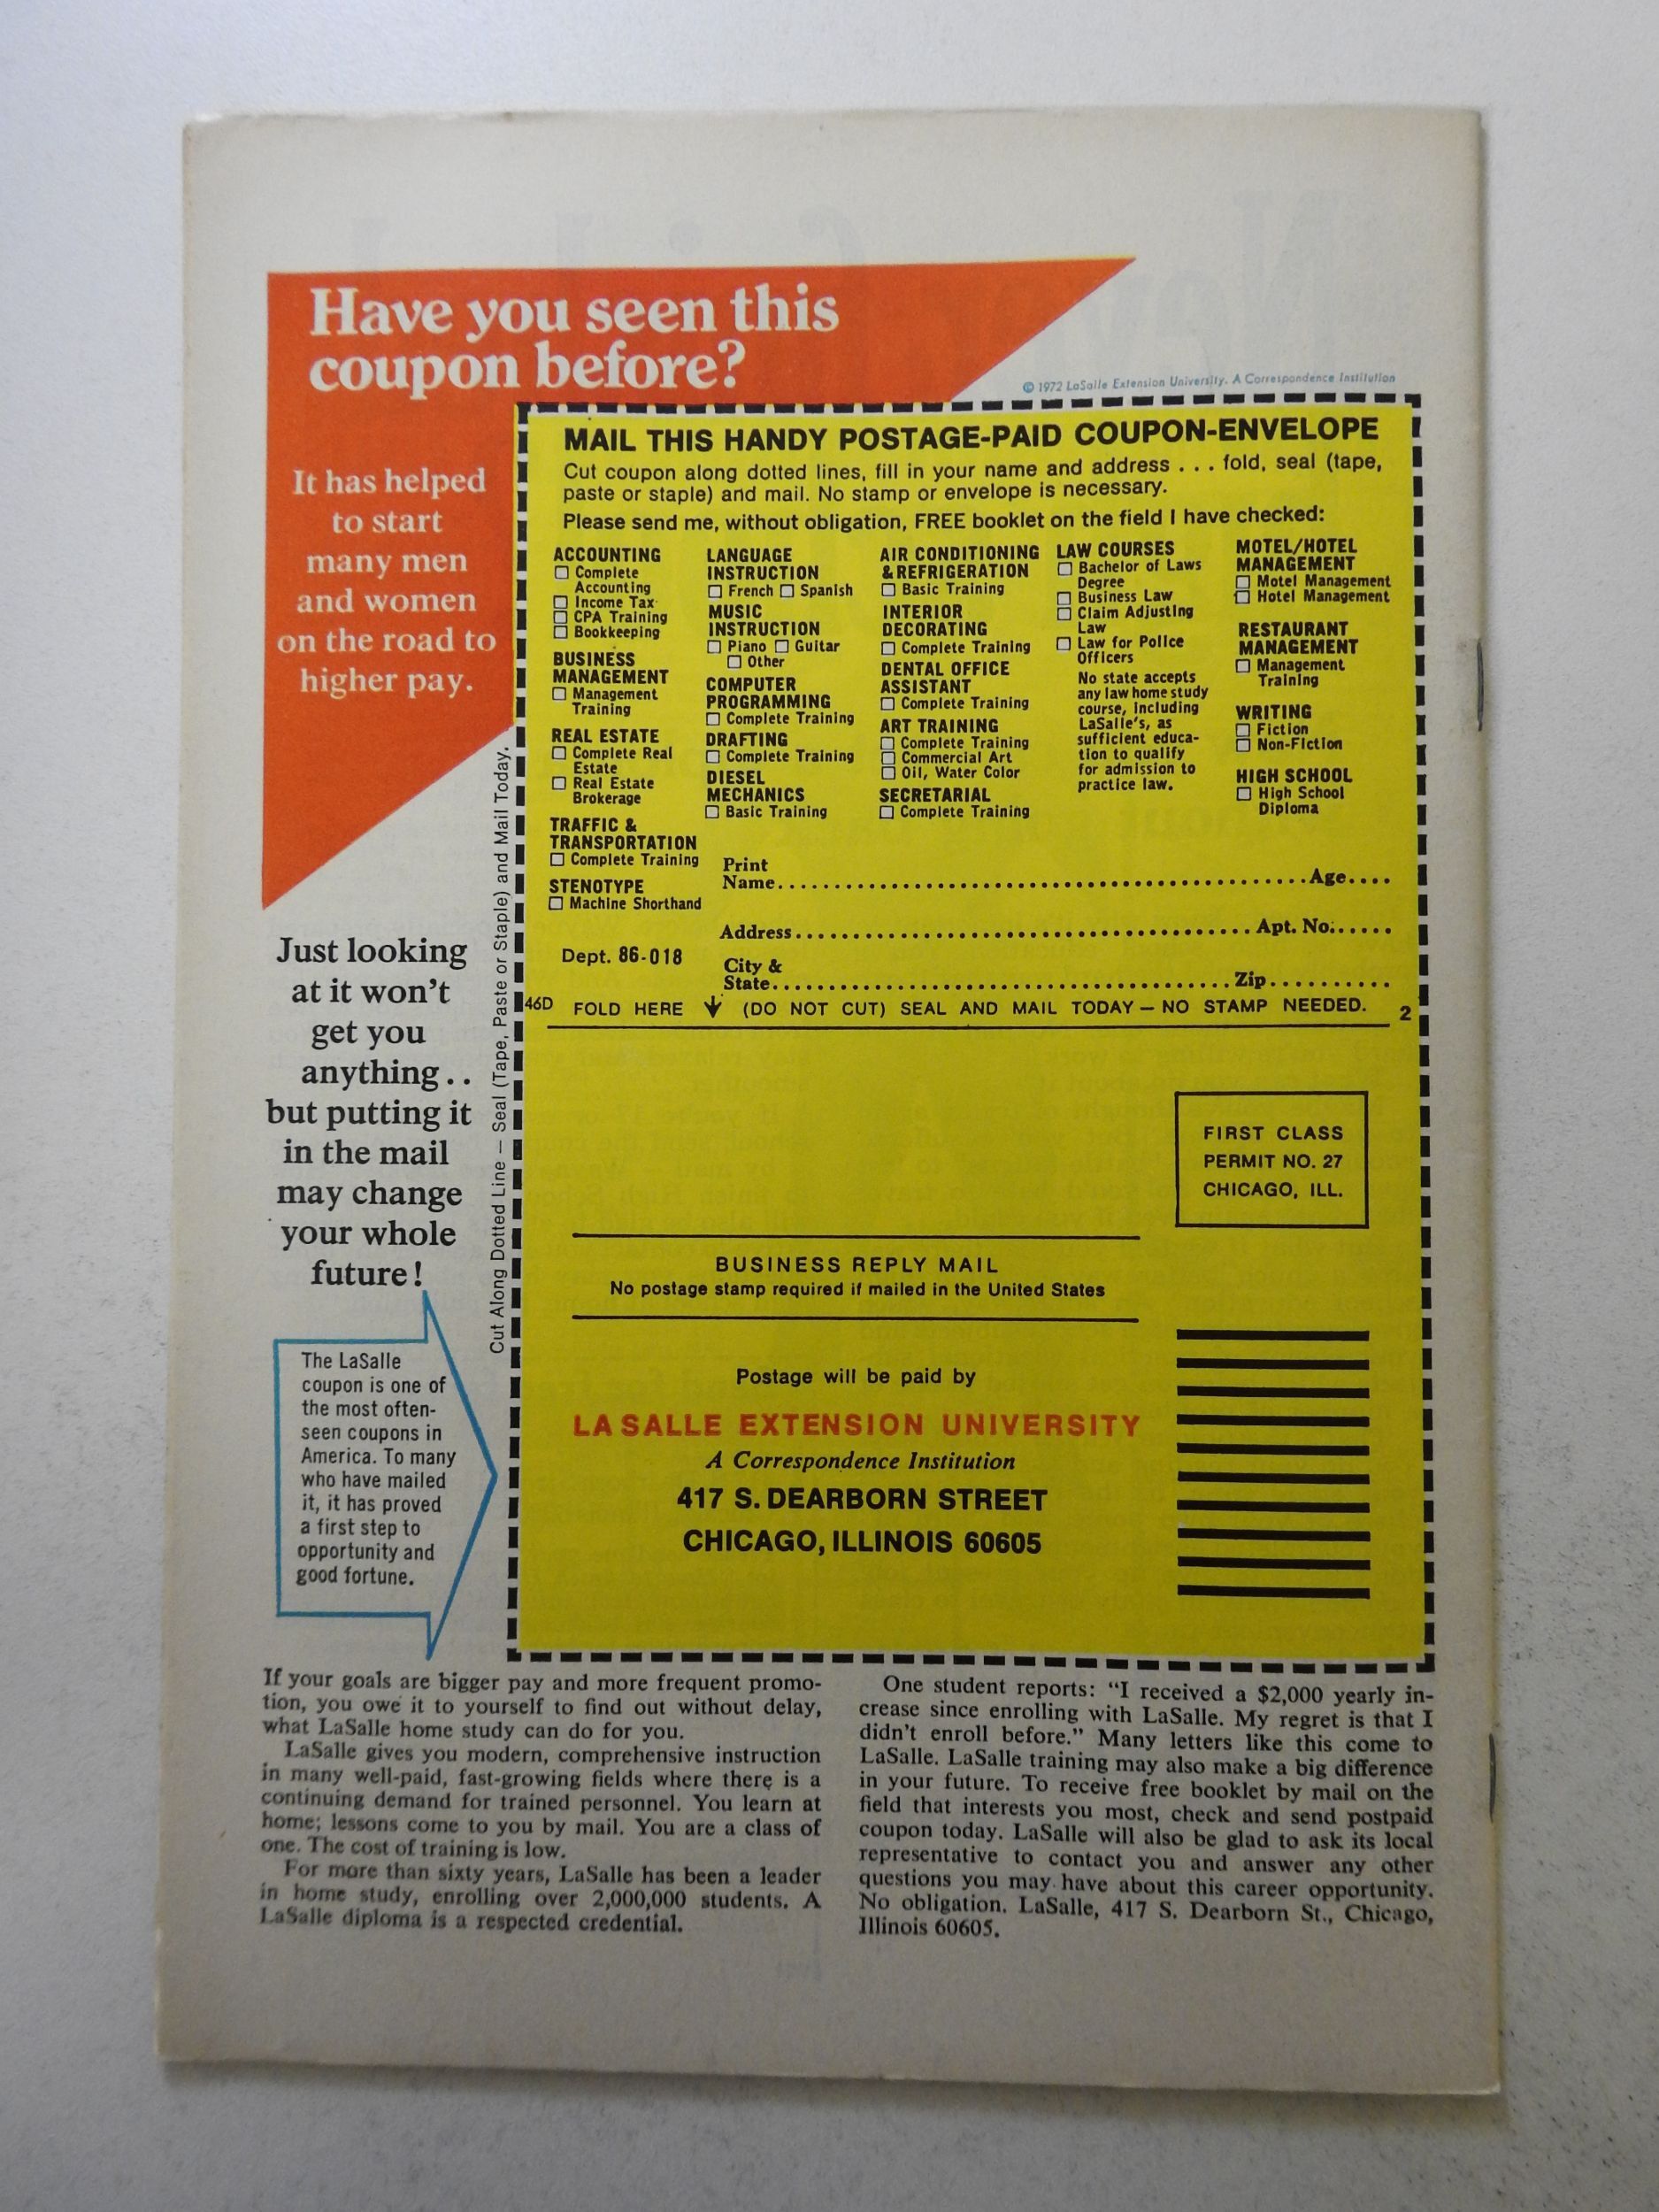 Have you seen this
coupon before?
© 1972 LaSalle Extension University. A Correspondence Institution
It has helped
to start
many men
and women
on the road to
higher pay.
Just looking
at it won't
get you
anything..
but putting it
in the mail
may change
your whole
future!
The LaSalle
coupon is one of
the most often-
seen coupons in
America. To many
who have mailed
it, it has proved
a first step to
opportunity and
good fortune.
Cut Along Dotted Line — Seal (Tape, Paste or Staple) and Mail Today.
MAIL THIS HANDY POSTAGE-PAID COUPON-ENVELOPE
Cut coupon along dotted lines, fill in your name and address . . . fold, seal (tape,
paste or staple) and mail. No stamp or envelope is necessary.
Please send me, without obligation, FREE booklet on the field I have checked:
ACCOUNTING
☐ Complete
Accounting
☐ Income Tax
☐ CPA Training
☐ Bookkeeping
BUSINESS
MANAGEMENT
☐ Management
Training
REAL ESTATE
☐ Complete Real
Estate
☐ Real Estate
Brokerage
TRAFFIC &
TRANSPORTATION
☐ Complete Training
STENOTYPE
☐ Machine Shorthand
LANGUAGE
INSTRUCTION
☐ French ☐ Spanish
MUSIC
INSTRUCTION
☐ Piano ☐ Guitar
☐ Other
COMPUTER
PROGRAMMING
☐ Complete Training
DRAFTING
☐ Complete Training
DIESEL
MECHANICS
☐ Basic Training
AIR CONDITIONING
& REFRIGERATION
☐ Basic Training
INTERIOR
DECORATING
☐ Complete Training
DENTAL OFFICE
ASSISTANT
☐ Complete Training
ART TRAINING
☐ Complete Training
☐ Commercial Art
☐ Oil, Water Color
SECRETARIAL
☐ Complete Training
LAW COURSES
☐ Bachelor of Laws
Degree
☐ Business Law
☐ Claim Adjusting
Law
☐ Law for Police
Officers
No state accepts
any law home study
course, including
LaSalle's, as
sufficient educa-
tion to qualify
for admission to
practice law.
MOTEL/HOTEL
MANAGEMENT
☐ Motel Management
☐ Hotel Management
RESTAURANT
MANAGEMENT
☐ Management
Training
WRITING
☐ Fiction
☐ Non-Fiction
HIGH SCHOOL
☐ High School
Diploma
Print
Name.....Age....
Address.....Apt. No.....
Dept. 86-018
City &
State.....Zip.....
46D FOLD HERE ↓ (DO NOT CUT) SEAL AND MAIL TODAY — NO STAMP NEEDED. 2
FIRST CLASS
PERMIT NO. 27
CHICAGO, ILL.
BUSINESS REPLY MAIL
No postage stamp required if mailed in the United States
Postage will be paid by
LA SALLE EXTENSION UNIVERSITY
A Correspondence Institution
417 S. DEARBORN STREET
CHICAGO, ILLINOIS 60605
If your goals are bigger pay and more frequent promo-
tion, you owe it to yourself to find out without delay,
what LaSalle home study can do for you.
LaSalle gives you modern, comprehensive instruction
in many well-paid, fast-growing fields where there is a
continuing demand for trained personnel. You learn at
home; lessons come to you by mail. You are a class of
one. The cost of training is low.
For more than sixty years, LaSalle has been a leader
in home study, enrolling over 2,000,000 students. A
LaSalle diploma is a respected credential.
One student reports: "I received a $2,000 yearly in-
crease since enrolling with LaSalle. My regret is that I
didn't enroll before." Many letters like this come to
LaSalle. LaSalle training may also make a big difference
in your future. To receive free booklet by mail on the
field that interests you most, check and send postpaid
coupon today. LaSalle will also be glad to ask its local
representative to contact you and answer any other
questions you may have about this career opportunity.
No obligation. LaSalle, 417 S. Dearborn St., Chicago,
Illinois 60605.